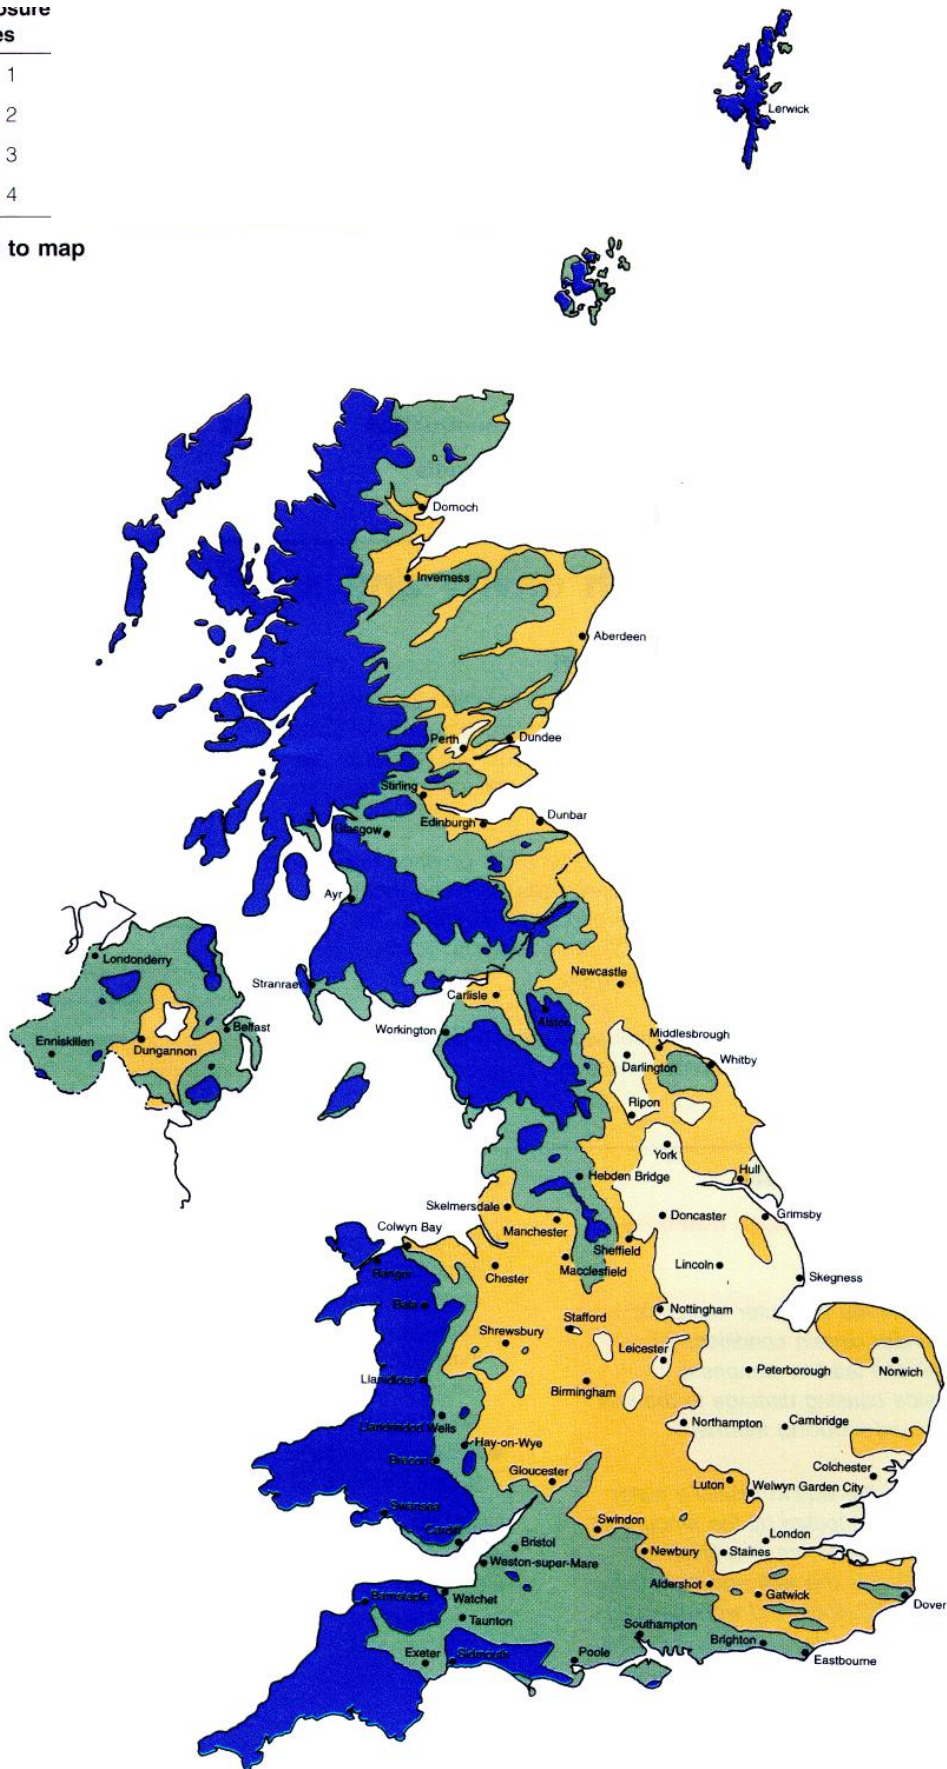 osure
es
1
2
3
4
to map
Lerwick
Dornoch
Inverness
Aberdeen
Perth
Dundee
Stirling
Edinburgh
Dunbar
Glasgow
Ayr
Londonderry
Stranraer
Newcastle
Carlisle
Alston
Workington
Belfast
Enniskillen
Dungannon
Middlesbrough
Whitby
Darlington
Ripon
York
Hull
Hebden Bridge
Skelmersdale
Doncaster
Grimsby
Manchester
Colwyn Bay
Sheffield
Bangor
Chester
Macclesfield
Lincoln
Skegness
Bala
Nottingham
Stafford
Shrewsbury
Leicester
Norwich
Peterborough
Llanidloes
Birmingham
Llandrindod Wells
Northampton
Cambridge
Hay-on-Wye
Brecon
Gloucester
Colchester
Luton
Welwyn Garden City
Swansea
Swindon
Cardiff
Bristol
London
Newbury
Staines
Weston-super-Mare
Aldershot
Gatwick
Barnstaple
Watchet
Dover
Taunton
Southampton
Brighton
Exeter
Sidmouth
Poole
Eastbourne